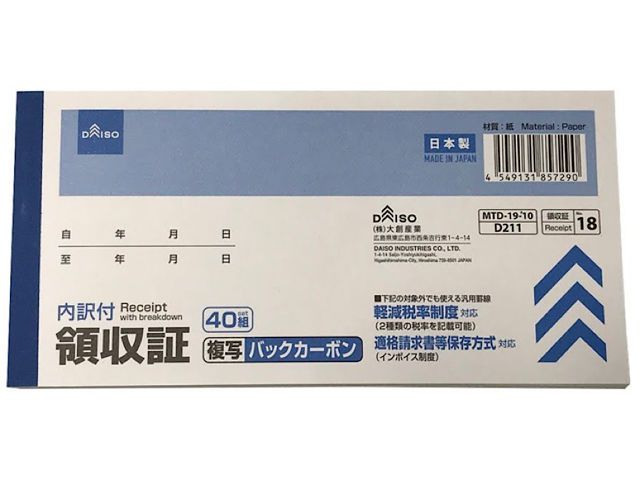 DAISO
日本製
MADE IN JAPAN
材質：紙 Material : Paper
4 549131 857290
自 年 月 日
至 年 月 日
DAISO
(株)大創産業
広島県東広島市西条吉行東1-4-14
DAISO INDUSTRIES CO., LTD.
1-4-14 Saijo-Yoshiyukihigashi,
Higashihiroshima-City, Hiroshima 739-8501 JAPAN
MTD-19-'10
D211
領収証
Receipt
No.
18
内訳付 Receipt
with breakdown
領収証
40組
set
複写 バックカーボン
■下記の対象外でも使える汎用罫線
軽減税率制度 対応
(2種類の税率を記載可能)
適格請求書等保存方式 対応
(インボイス制度)